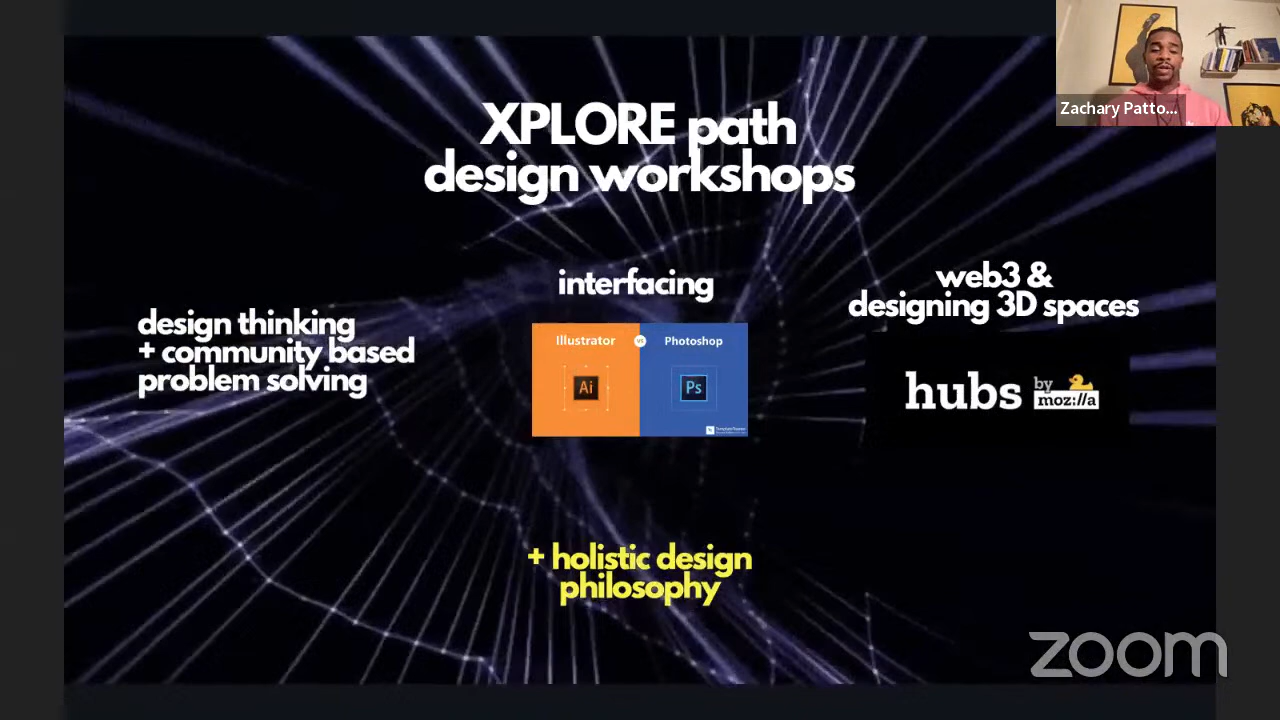 XPLORE path
design workshops
Zachary Patto...
design thinking
+ community based
problem solving
interfacing
Illustrator vs Photoshop
Ai Ps
web3 &
designing 3D spaces
hubs by
moz://a
+ holistic design
philosophy
zoom